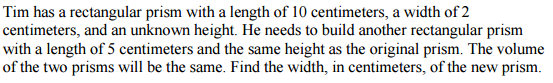 Tim has a rectangular prism with a length of 10 centimeters, a width of 2
centimeters, and an unknown height. He needs to build another rectangular prism
with a length of 5 centimeters and the same height as the original prism. The volume
of the two prisms will be the same. Find the width, in centimeters, of the new prism.